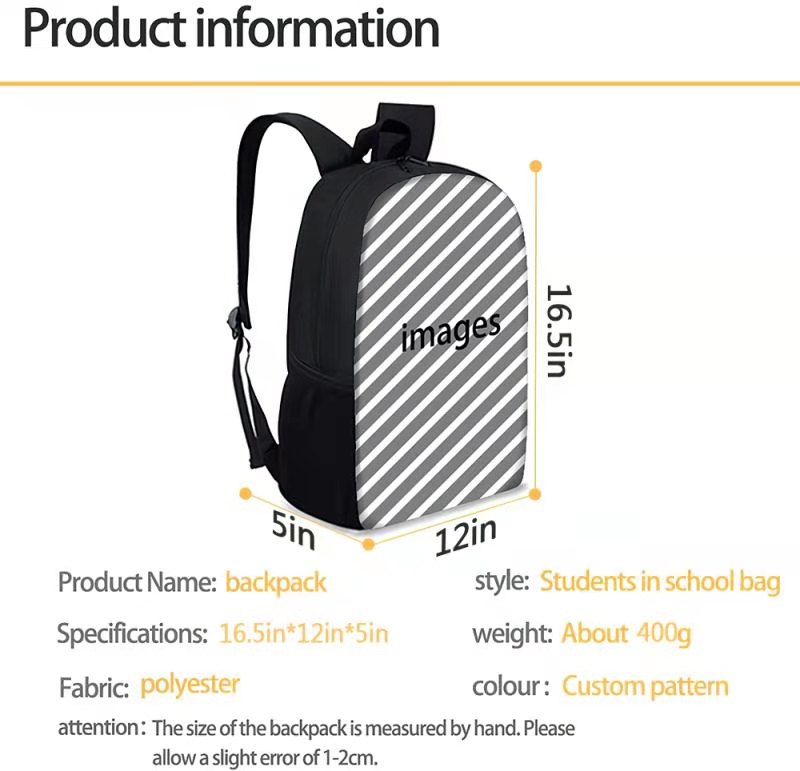 Product information
images
16.5in
5in
12in
Product Name: backpack
style: Students in school bag
Specifications: 16.5in*12in*5in
weight: About 400g
Fabric: polyester
colour: Custom pattern
attention: The size of the backpack is measured by hand. Please
allow a slight error of 1-2cm.